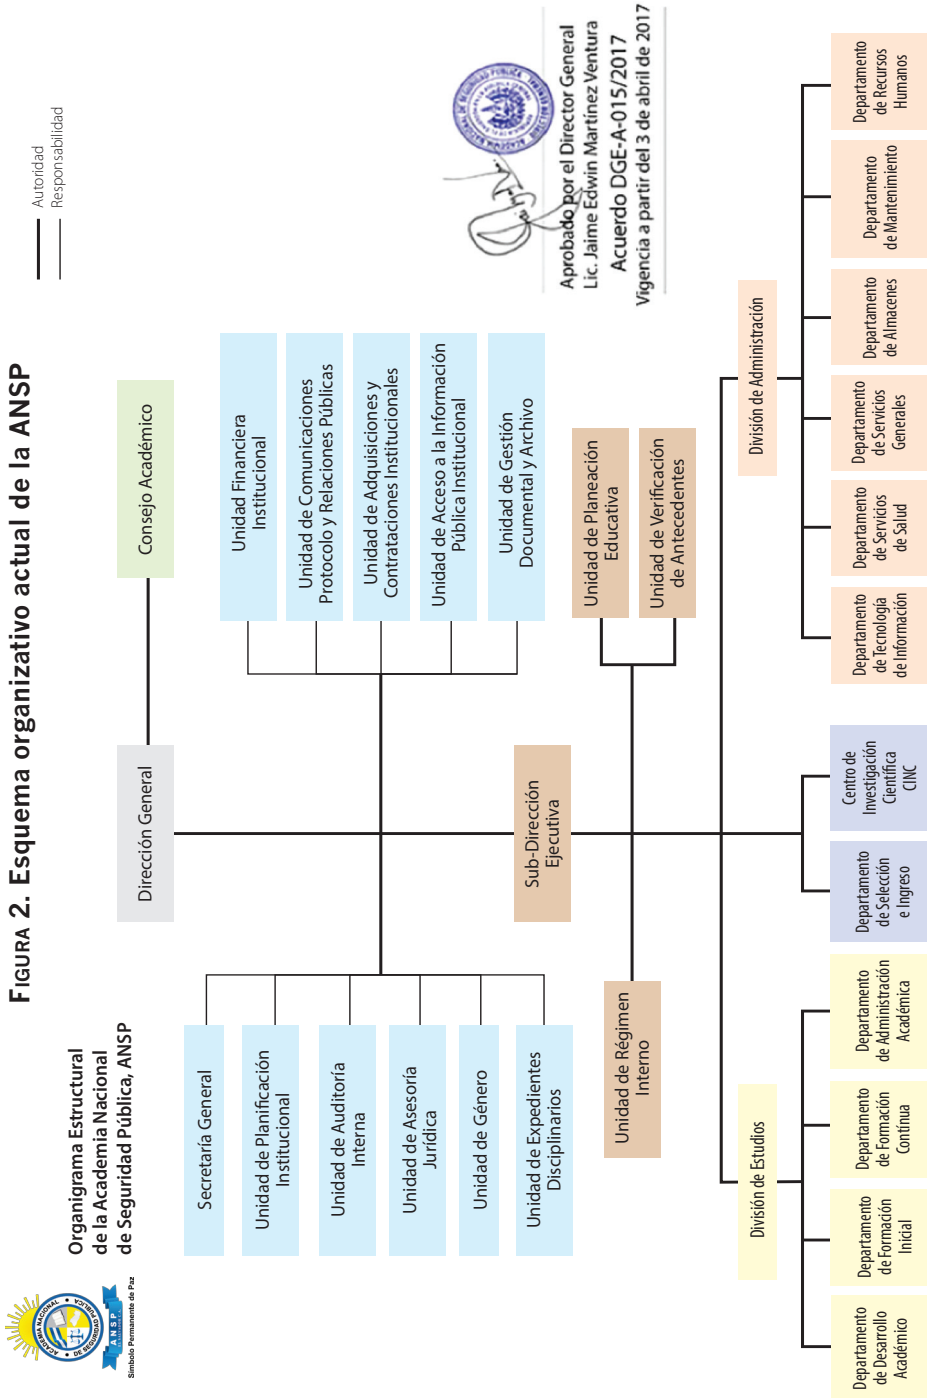 FIGURA 2. Esquema organizativo actual de la ANSP
Organigrama Estructural
de la Academia Nacional
de Seguridad Pública, ANSP
ACADEMIA NACIONAL
DE SEGURIDAD PÚBLICA
ANSP
Símbolo Permanente de Paz
Autoridad
Responsabilidad
Dirección General
Consejo Académico
Secretaría General
Unidad de Planificación
Institucional
Unidad de Auditoría
Interna
Unidad de Asesoría
Jurídica
Unidad de Género
Unidad de Expedientes
Disciplinarios
Unidad Financiera
Institucional
Unidad de Comunicaciones
Protocolo y Relaciones Públicas
Unidad de Adquisiciones y
Contrataciones Institucionales
Unidad de Acceso a la Información
Pública Institucional
Unidad de Gestión
Documental y Archivo
Aprobado por el Director General
Lic. Jaime Edwin Martínez Ventura
Acuerdo DGE-A-015/2017
Vigencia a partir del 3 de abril de 2017
Sub-Dirección
Ejecutiva
Unidad de Régimen
Interno
Unidad de Planeación
Educativa
Unidad de Verificación
de Antecedentes
División de Estudios
División de Administración
Departamento
de Desarrollo
Académico
Departamento
de Formación
Inicial
Departamento
de Formación
Contínua
Departamento
de Administración
Académica
Departamento
de Selección
e Ingreso
Centro de
Investigación
Científica
CINC
Departamento
de Tecnología
de Información
Departamento
de Servicios
de Salud
Departamento
de Servicios
Generales
Departamento
de Almacenes
Departamento
de Mantenimiento
Departamento
de Recursos
Humanos